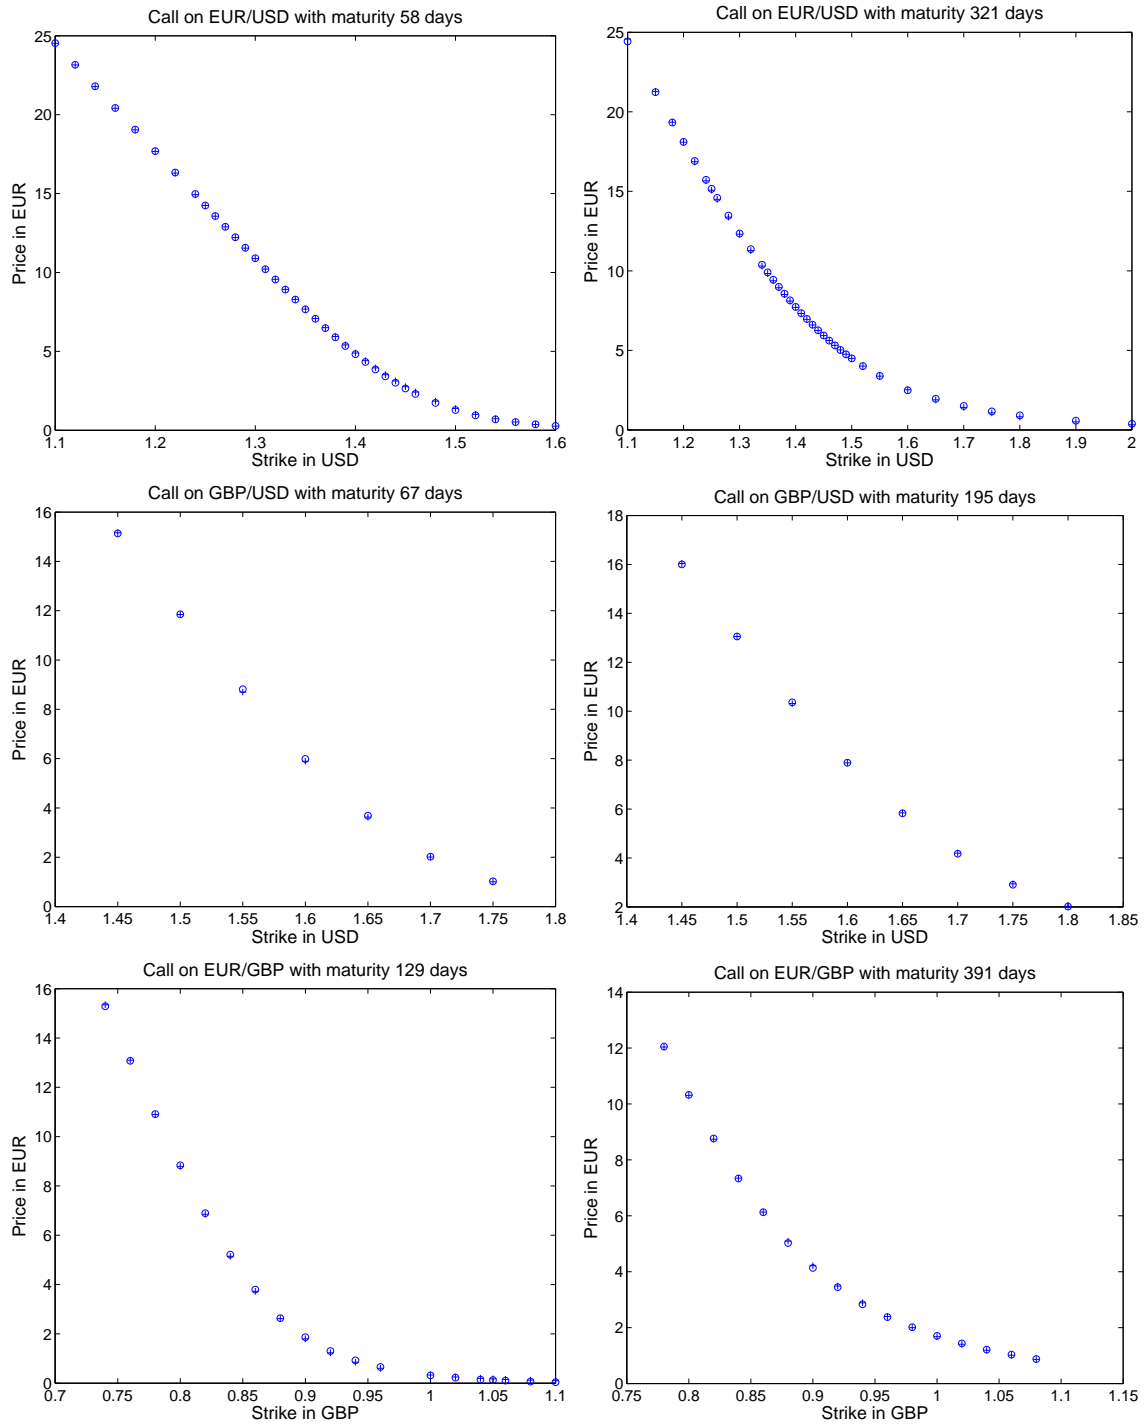 Call on EUR/USD with maturity 58 days
25
20
15
10
5
0
1.1 1.2 1.3 1.4 1.5 1.6
Price in EUR
Strike in USD
Call on EUR/USD with maturity 321 days
25
20
15
10
5
0
1.1 1.2 1.3 1.4 1.5 1.6 1.7 1.8 1.9 2
Price in EUR
Strike in USD
Call on GBP/USD with maturity 67 days
16
14
12
10
8
6
4
2
0
1.4 1.45 1.5 1.55 1.6 1.65 1.7 1.75 1.8
Price in EUR
Strike in USD
Call on GBP/USD with maturity 195 days
18
16
14
12
10
8
6
4
2
1.4 1.45 1.5 1.55 1.6 1.65 1.7 1.75 1.8 1.85
Price in EUR
Strike in USD
Call on EUR/GBP with maturity 129 days
16
14
12
10
8
6
4
2
0
0.7 0.75 0.8 0.85 0.9 0.95 1 1.05 1.1
Price in EUR
Strike in GBP
Call on EUR/GBP with maturity 391 days
14
12
10
8
6
4
2
0
0.75 0.8 0.85 0.9 0.95 1 1.05 1.1 1.15
Price in EUR
Strike in GBP